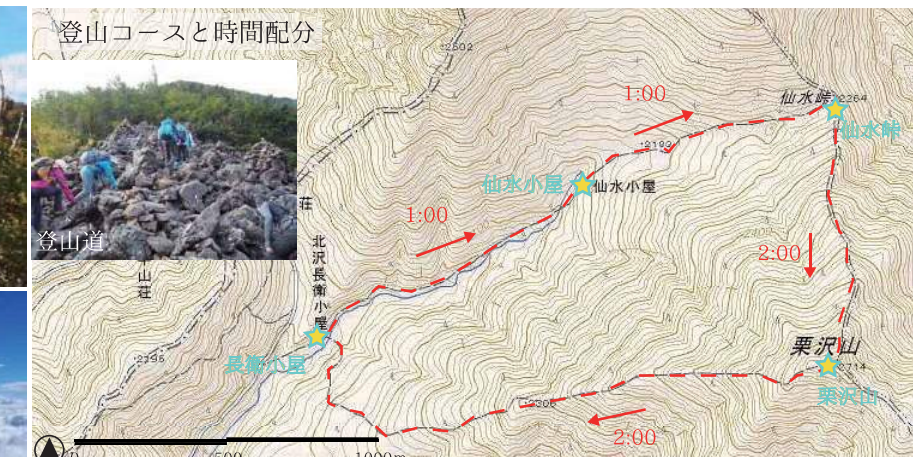 登山コースと時間配分
2502
1:00
仙水峠
2264
仙水峠
2193
仙水小屋
仙水小屋
荘
1:00
登山道
北沢長衛小屋
2:00
山荘
栗沢山
2714
長衛小屋
栗沢山
2:00
500
1000m